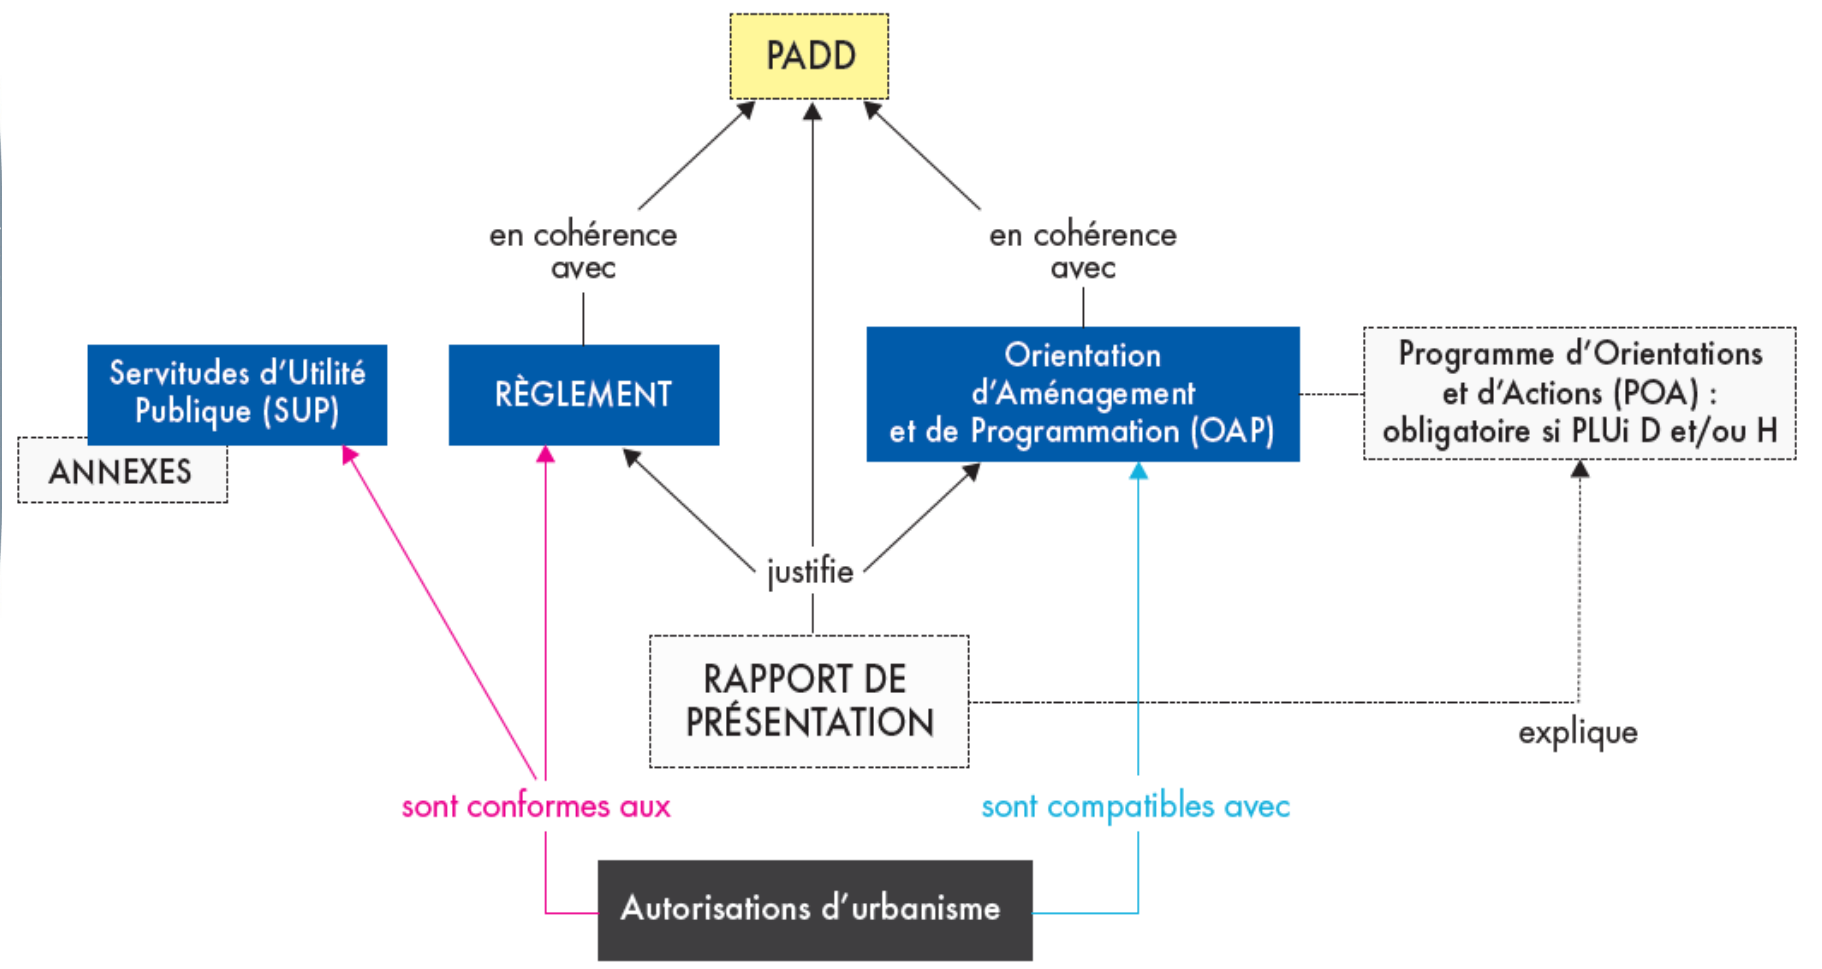 PADD
en cohérence
avec
en cohérence
avec
Servitudes d'Utilité
Publique (SUP)
ANNEXES
RÈGLEMENT
Orientation
d'Aménagement
et de Programmation (OAP)
Programme d'Orientations
et d'Actions (POA) :
obligatoire si PLUi D et/ou H
justifie
RAPPORT DE
PRÉSENTATION
explique
sont conformes aux
sont compatibles avec
Autorisations d'urbanisme